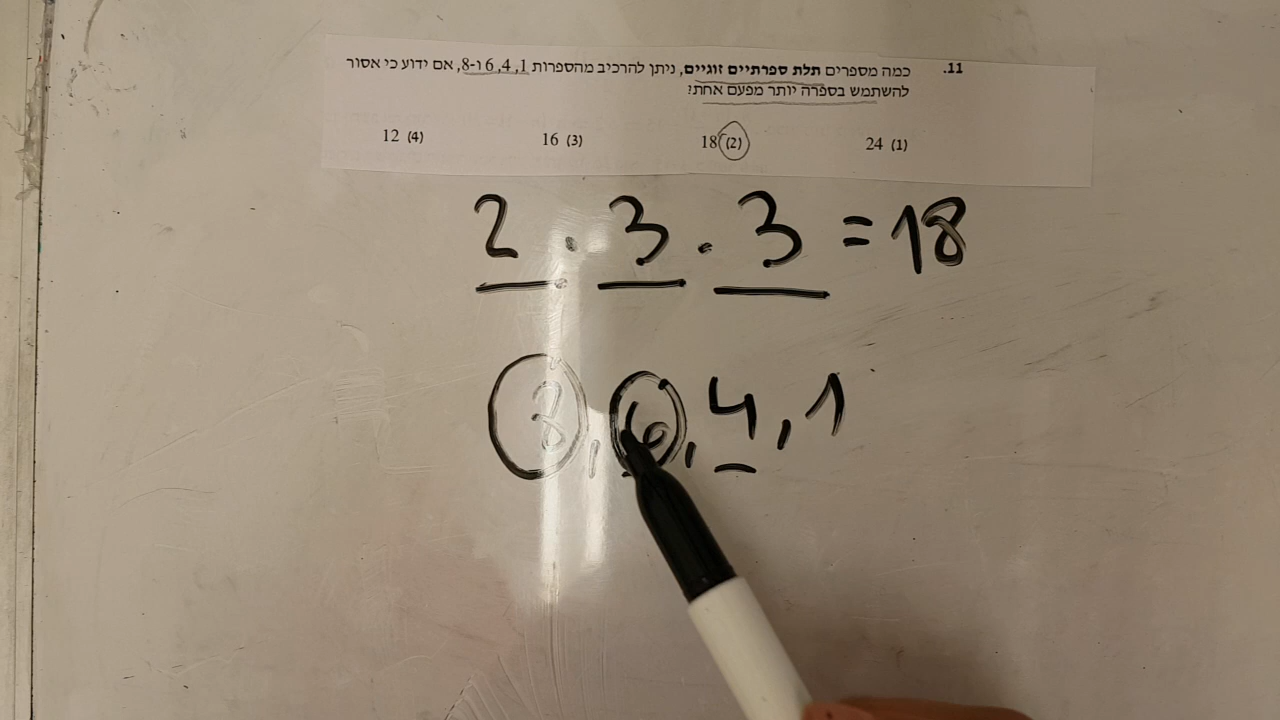 11. כמה מספרים תלת ספרתיים זוגיים, ניתן להרכיב מהספרות 1, 4, 6 ו-8, אם ידוע כי אסור
להשתמש בספרה יותר מפעם אחת?
(1) 24 (2) 18 (3) 16 (4) 12
2 . 3 . 3 = 18
8, 6, 4, 1